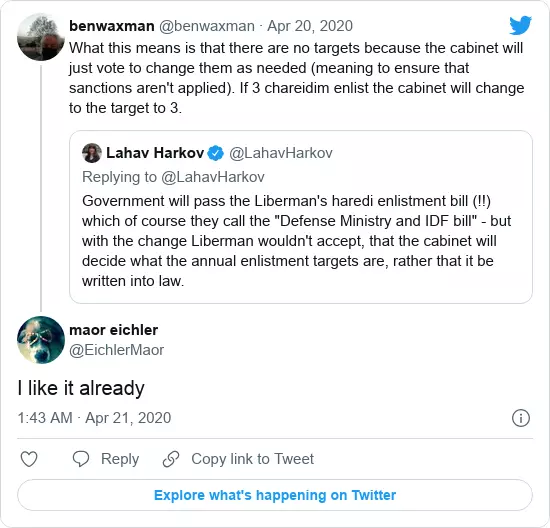 benwaxman @benwaxman · Apr 20, 2020
What this means is that there are no targets because the cabinet will
just vote to change them as needed (meaning to ensure that
sanctions aren't applied). If 3 chareidim enlist the cabinet will change
to the target to 3.
Lahav Harkov @LahavHarkov
Replying to @LahavHarkov
Government will pass the Liberman's haredi enlistment bill (!!)
which of course they call the "Defense Ministry and IDF bill" - but
with the change Liberman wouldn't accept, that the cabinet will
decide what the annual enlistment targets are, rather that it be
written into law.
maor eichler
@EichlerMaor
I like it already
1:43 AM · Apr 21, 2020
Reply Copy link to Tweet
Explore what's happening on Twitter